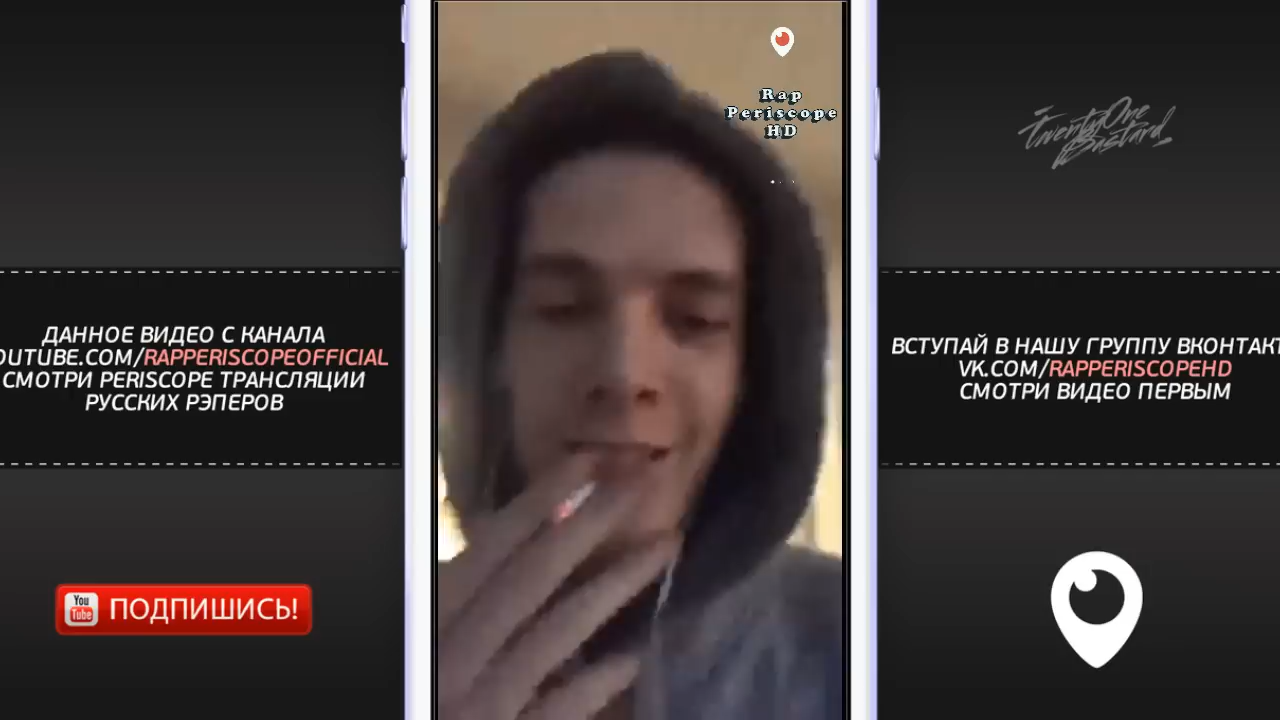 Rap
Periscope
HD
TwentyOne
Bastard
ДАННОЕ ВИДЕО С КАНАЛА
OUTUBE.COM/RAPPERISCOPEOFFICIAL
СМОТРИ PERISCOPE ТРАНСЛЯЦИИ
РУССКИХ РЭПЕРОВ
ВСТУПАЙ В НАШУ ГРУППУ ВКОНТАКТ
VK.COM/RAPPERISCOPEHD
СМОТРИ ВИДЕО ПЕРВЫМ
You
Tube
ПОДПИШИСЬ!